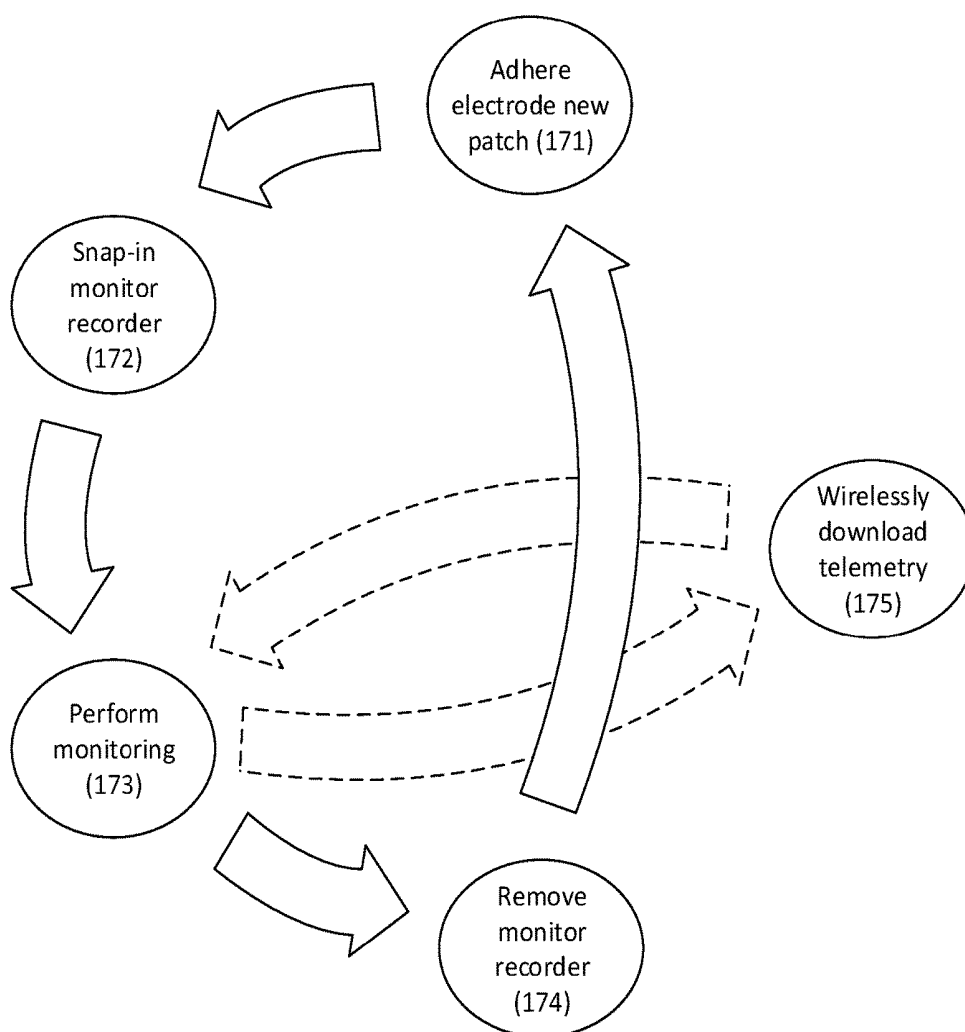 Adhere
electrode new
patch (171)
Snap-in
monitor
recorder
(172)
Wirelessly
download
telemetry
(175)
Perform
monitoring
(173)
Remove
monitor
recorder
(174)